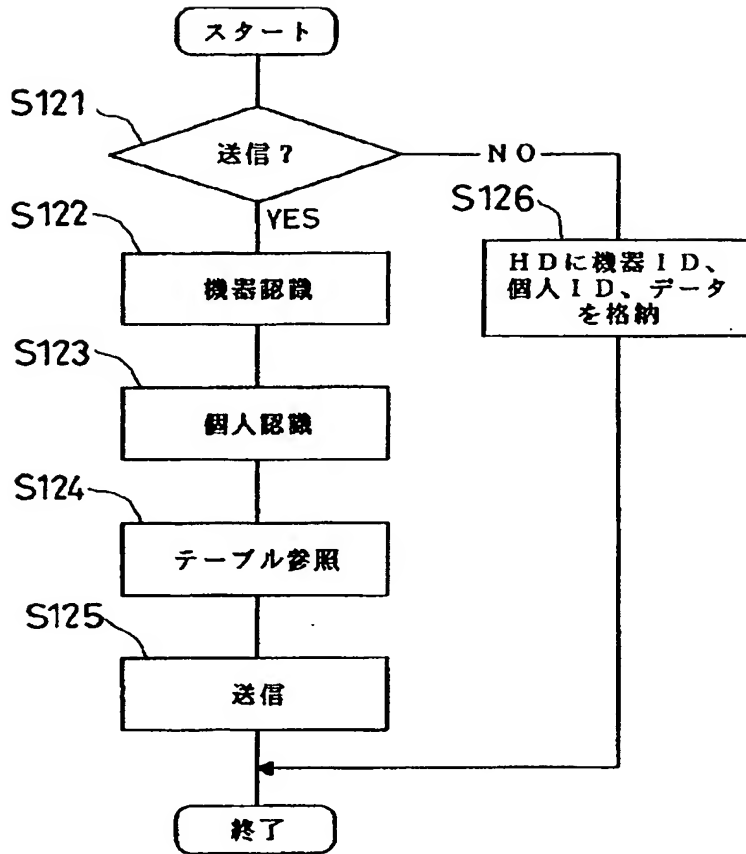 スタート
S121
送信?
NO
S122
YES
S126
機器認識
HDに機器ID、
個人ID、データ
を格納
S123
個人認識
S124
テーブル参照
S125
送信
終了